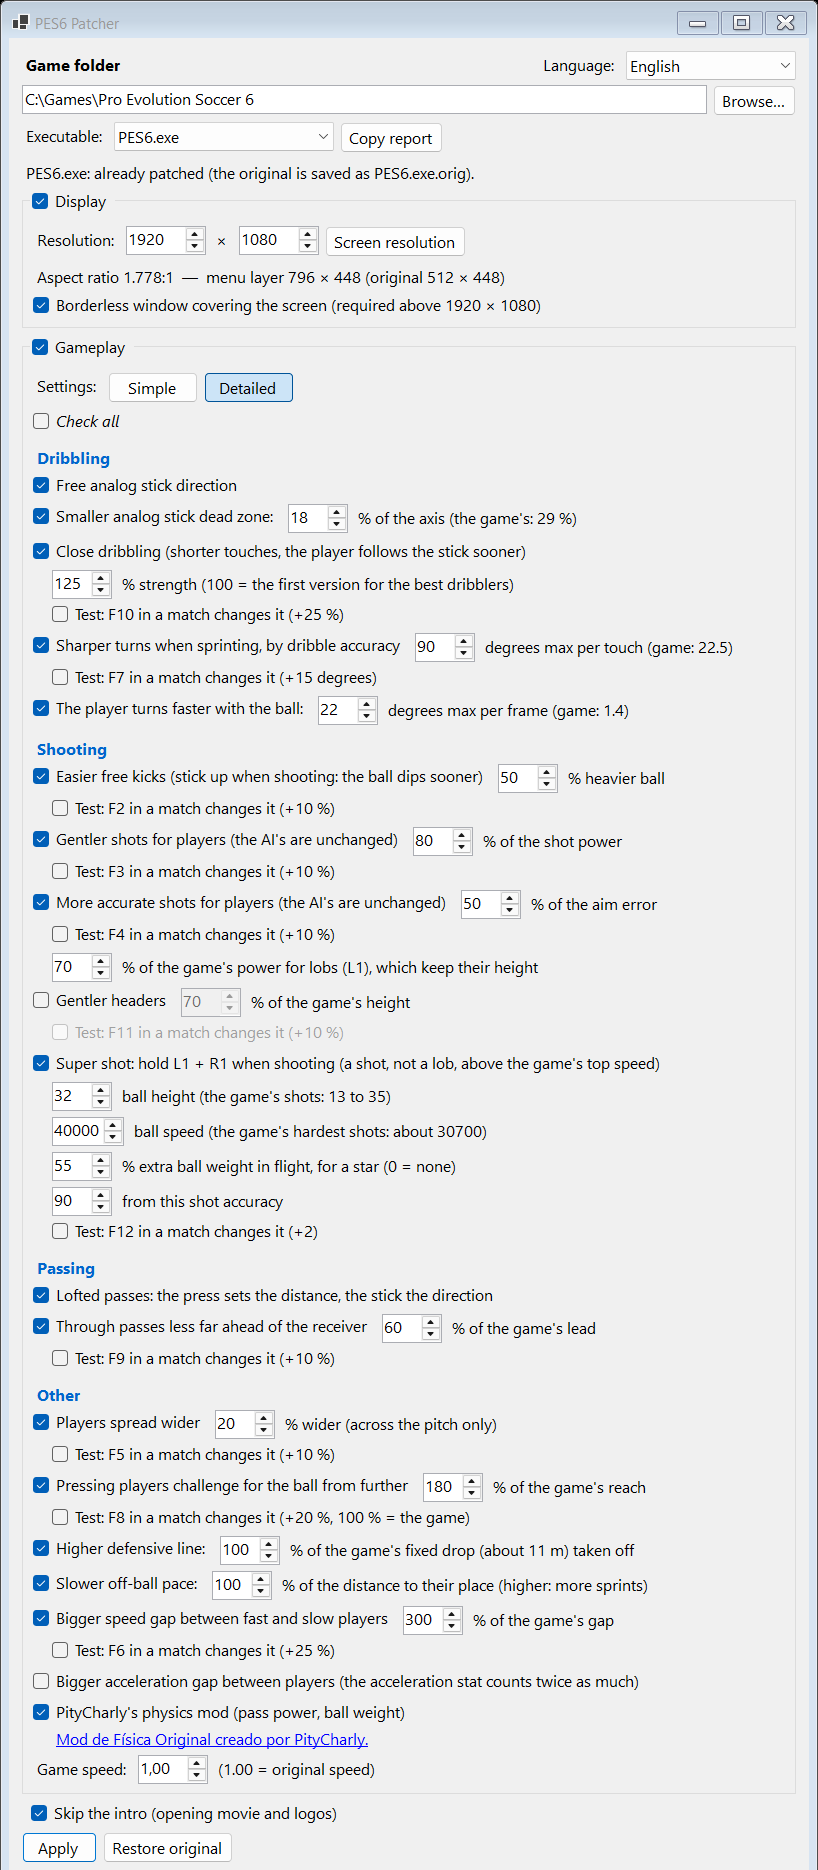 PES6 Patcher
Game folder
Language: English
C:\Games\Pro Evolution Soccer 6
Browse...
Executable: PES6.exe
Copy report
PES6.exe: already patched (the original is saved as PES6.exe.orig).
Display
Resolution: 1920 × 1080 Screen resolution
Aspect ratio 1.778:1 — menu layer 796 × 448 (original 512 × 448)
Borderless window covering the screen (required above 1920 × 1080)
Gameplay
Settings: Simple Detailed
Check all
Dribbling
Free analog stick direction
Smaller analog stick dead zone: 18 % of the axis (the game's: 29 %)
Close dribbling (shorter touches, the player follows the stick sooner)
125 % strength (100 = the first version for the best dribblers)
Test: F10 in a match changes it (+25 %)
Sharper turns when sprinting, by dribble accuracy 90 degrees max per touch (game: 22.5)
Test: F7 in a match changes it (+15 degrees)
The player turns faster with the ball: 22 degrees max per frame (game: 1.4)
Shooting
Easier free kicks (stick up when shooting: the ball dips sooner) 50 % heavier ball
Test: F2 in a match changes it (+10 %)
Gentler shots for players (the AI's are unchanged) 80 % of the shot power
Test: F3 in a match changes it (+10 %)
More accurate shots for players (the AI's are unchanged) 50 % of the aim error
Test: F4 in a match changes it (+10 %)
70 % of the game's power for lobs (L1), which keep their height
Gentler headers 70 % of the game's height
Test: F11 in a match changes it (+10 %)
Super shot: hold L1 + R1 when shooting (a shot, not a lob, above the game's top speed)
32 ball height (the game's shots: 13 to 35)
40000 ball speed (the game's hardest shots: about 30700)
55 % extra ball weight in flight, for a star (0 = none)
90 from this shot accuracy
Test: F12 in a match changes it (+2)
Passing
Lofted passes: the press sets the distance, the stick the direction
Through passes less far ahead of the receiver 60 % of the game's lead
Test: F9 in a match changes it (+10 %)
Other
Players spread wider 20 % wider (across the pitch only)
Test: F5 in a match changes it (+10 %)
Pressing players challenge for the ball from further 180 % of the game's reach
Test: F8 in a match changes it (+20 %, 100 % = the game)
Higher defensive line: 100 % of the game's fixed drop (about 11 m) taken off
Slower off-ball pace: 100 % of the distance to their place (higher: more sprints)
Bigger speed gap between fast and slow players 300 % of the game's gap
Test: F6 in a match changes it (+25 %)
Bigger acceleration gap between players (the acceleration stat counts twice as much)
PityCharly's physics mod (pass power, ball weight)
Mod de Física Original creado por PityCharly.
Game speed: 1,00 (1.00 = original speed)
Skip the intro (opening movie and logos)
Apply Restore original